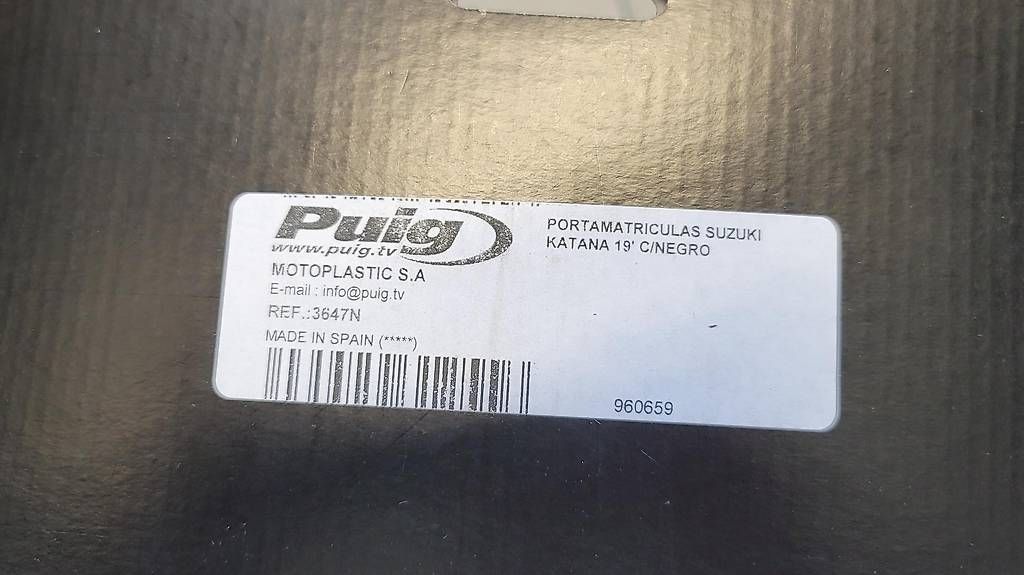 Puig
www.puig.tv
MOTOPLASTIC S.A
E-mail : info@puig.tv
REF.:3647N
MADE IN SPAIN (*****)
PORTAMATRICULAS SUZUKI
KATANA 19' C/NEGRO
960659